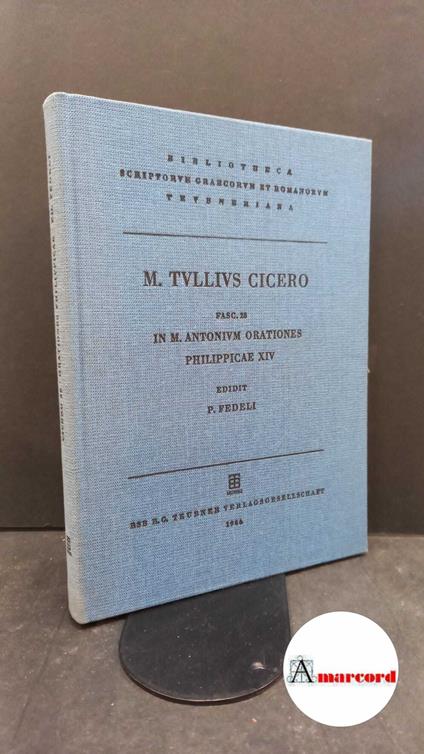 BIBLIOTHECA
SCRIPTORVM GRAECORVM ET ROMANORVM
TEVBNERIANA
M. TVLLIVS CICERO
FASC. 28
IN M. ANTONIVM ORATIONES
PHILIPPICAE XIV
EDIDIT
P. FEDELI
BSB B.G. TEUBNER VERLAGSGESELLSCHAFT
Amarcord